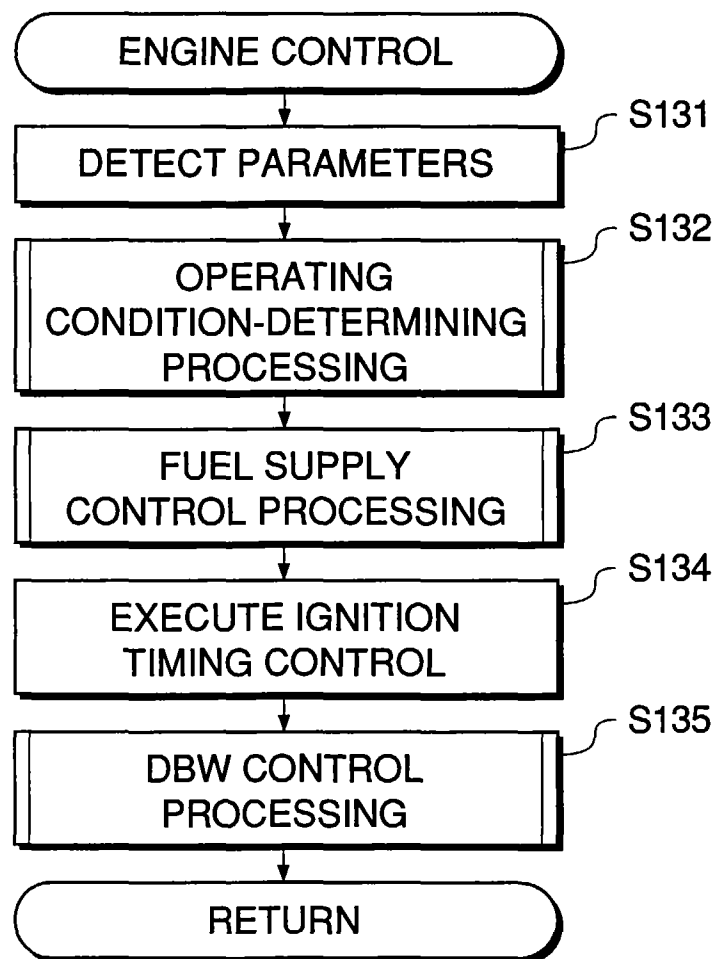 ENGINE CONTROL
S131
DETECT PARAMETERS
S132
OPERATING
CONDITION-DETERMINING
PROCESSING
S133
FUEL SUPPLY
CONTROL PROCESSING
S134
EXECUTE IGNITION
TIMING CONTROL
S135
DBW CONTROL
PROCESSING
RETURN